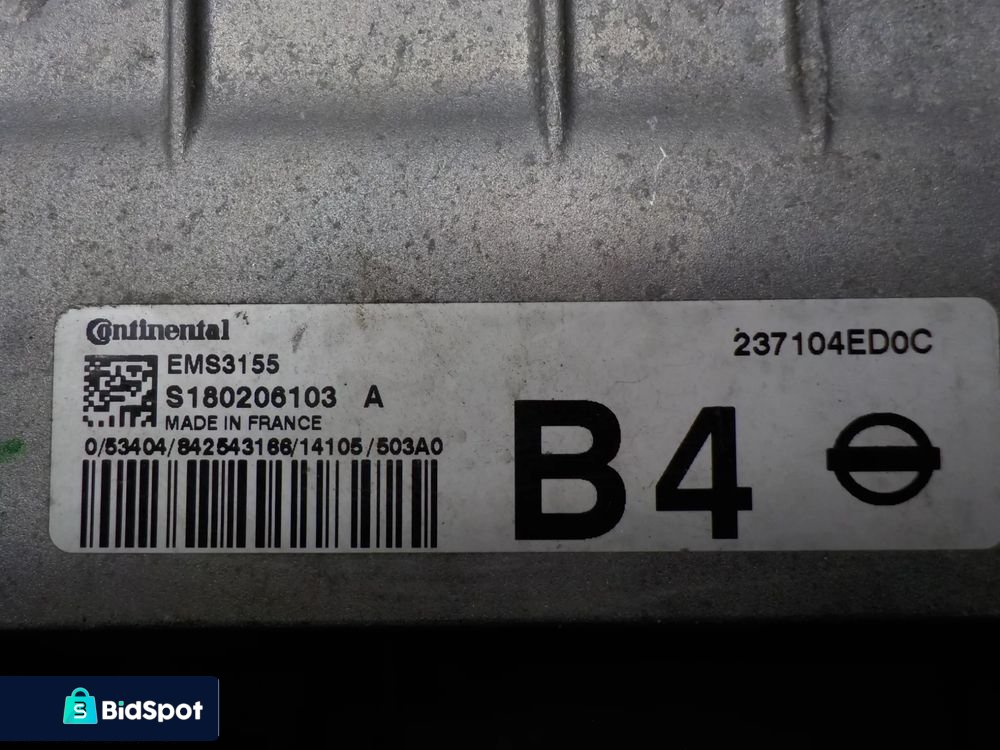 Continental
EMS3155
S180206103 A
MADE IN FRANCE
0/53404/842543166/14105/503A0
237104ED0C
B4
BidSpot